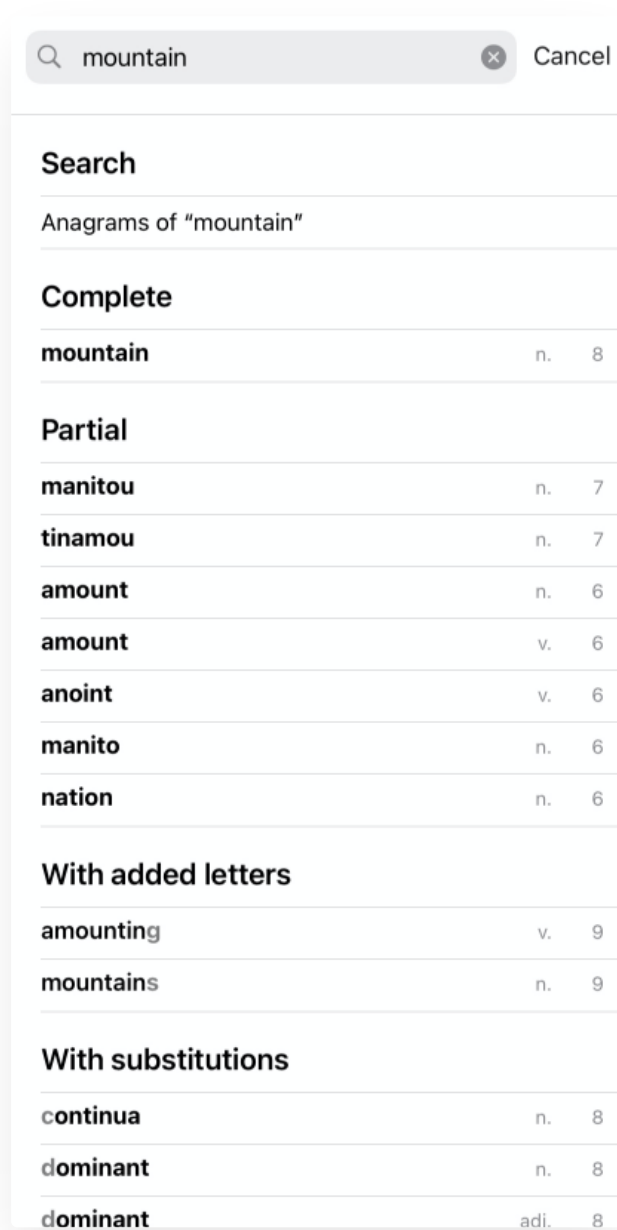 mountain Cancel
Search
Anagrams of “mountain”
Complete
mountain n. 8
Partial
manitou n. 7
tinamou n. 7
amount n. 6
amount v. 6
anoint v. 6
manito n. 6
nation n. 6
With added letters
amounting v. 9
mountains n. 9
With substitutions
continua n. 8
dominant n. 8
dominant adj. 8